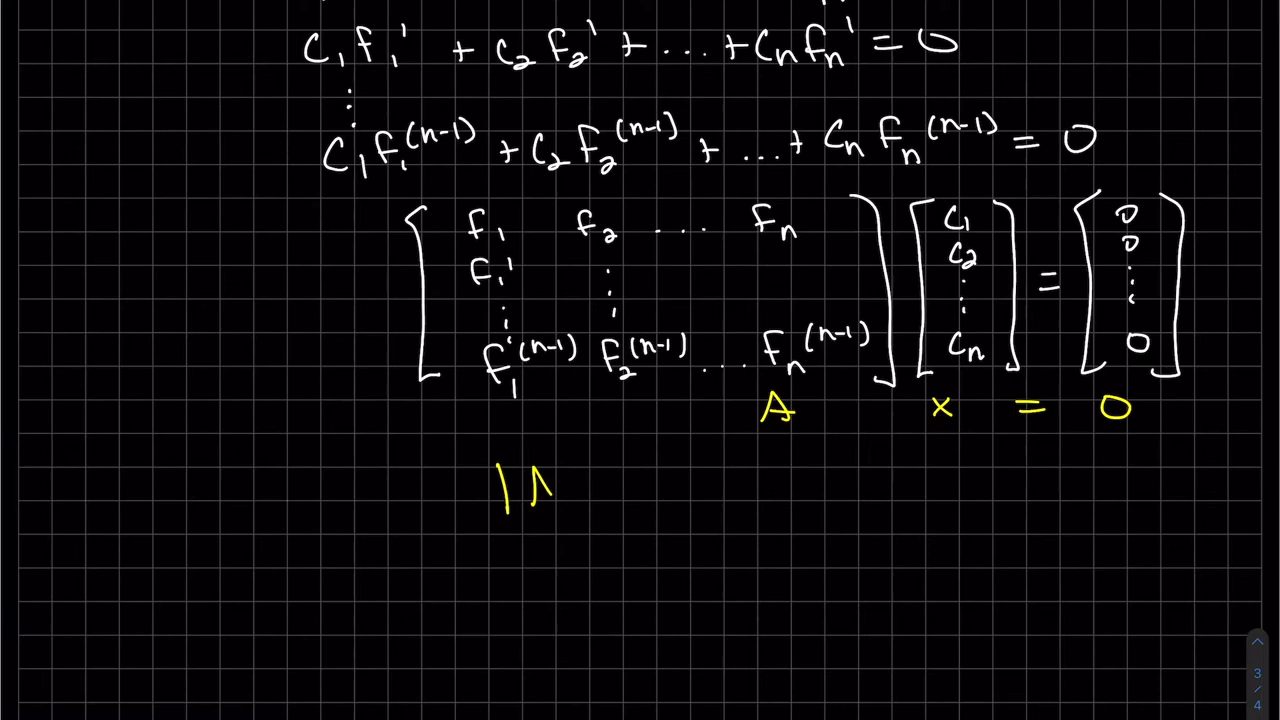 c₁f₁' + c₂f₂' + ... + cₙfₙ' = 0
⋮
c₁f₁⁽ⁿ⁻¹⁾ + c₂f₂⁽ⁿ⁻¹⁾ + ... + cₙfₙ⁽ⁿ⁻¹⁾ = 0
[ f₁ f₂ ... fₙ ] [ c₁ ] = [ 0 ]
f₁' ⋮ c₂ 0
⋮ ⋮ ⋮
f₁'⁽ⁿ⁻¹⁾ f₂⁽ⁿ⁻¹⁾ ... fₙ⁽ⁿ⁻¹⁾ cₙ 0
A x = 0
3
/
4